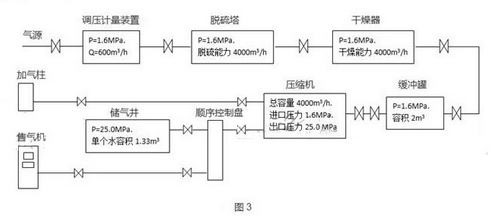 调压计量装置 脱硫塔 干燥器
气源
P=1.6MPa. P=1.6MPa. P=1.6MPa.
Q=600m³/h 脱硫能力 4000m³/h 干燥能力 4000m³/h
加气柱 压缩机 缓冲罐
储气井 顺序控制盘
总容量 4000m³/h.
进口压力 1.6MPa.
出口压力 25.0 MPa
P=1.6MPa.
容积 2m³
P=25.0MPa.
单个水容积 1.33m³
售气机
图 3